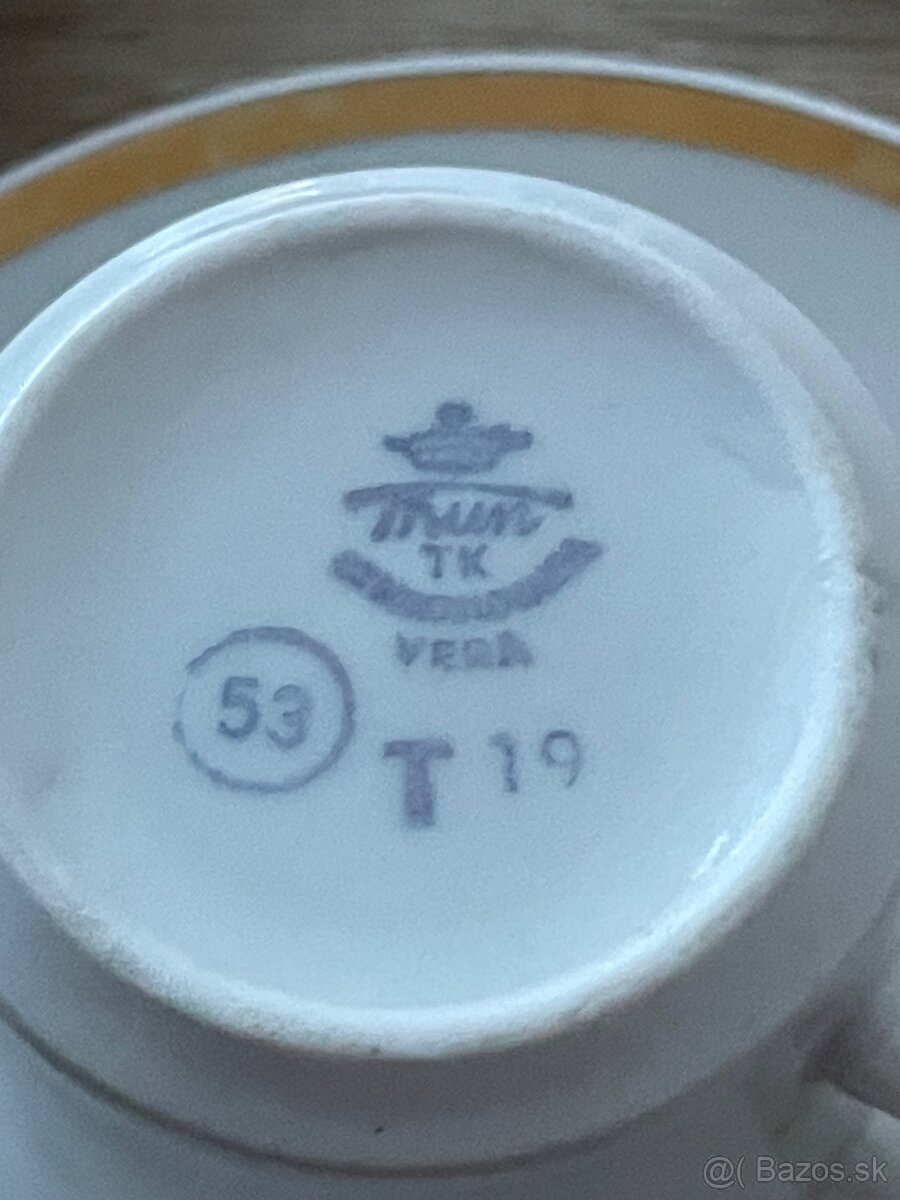 Thun
TK
VERA
53
T 19
@( Bazos.sk